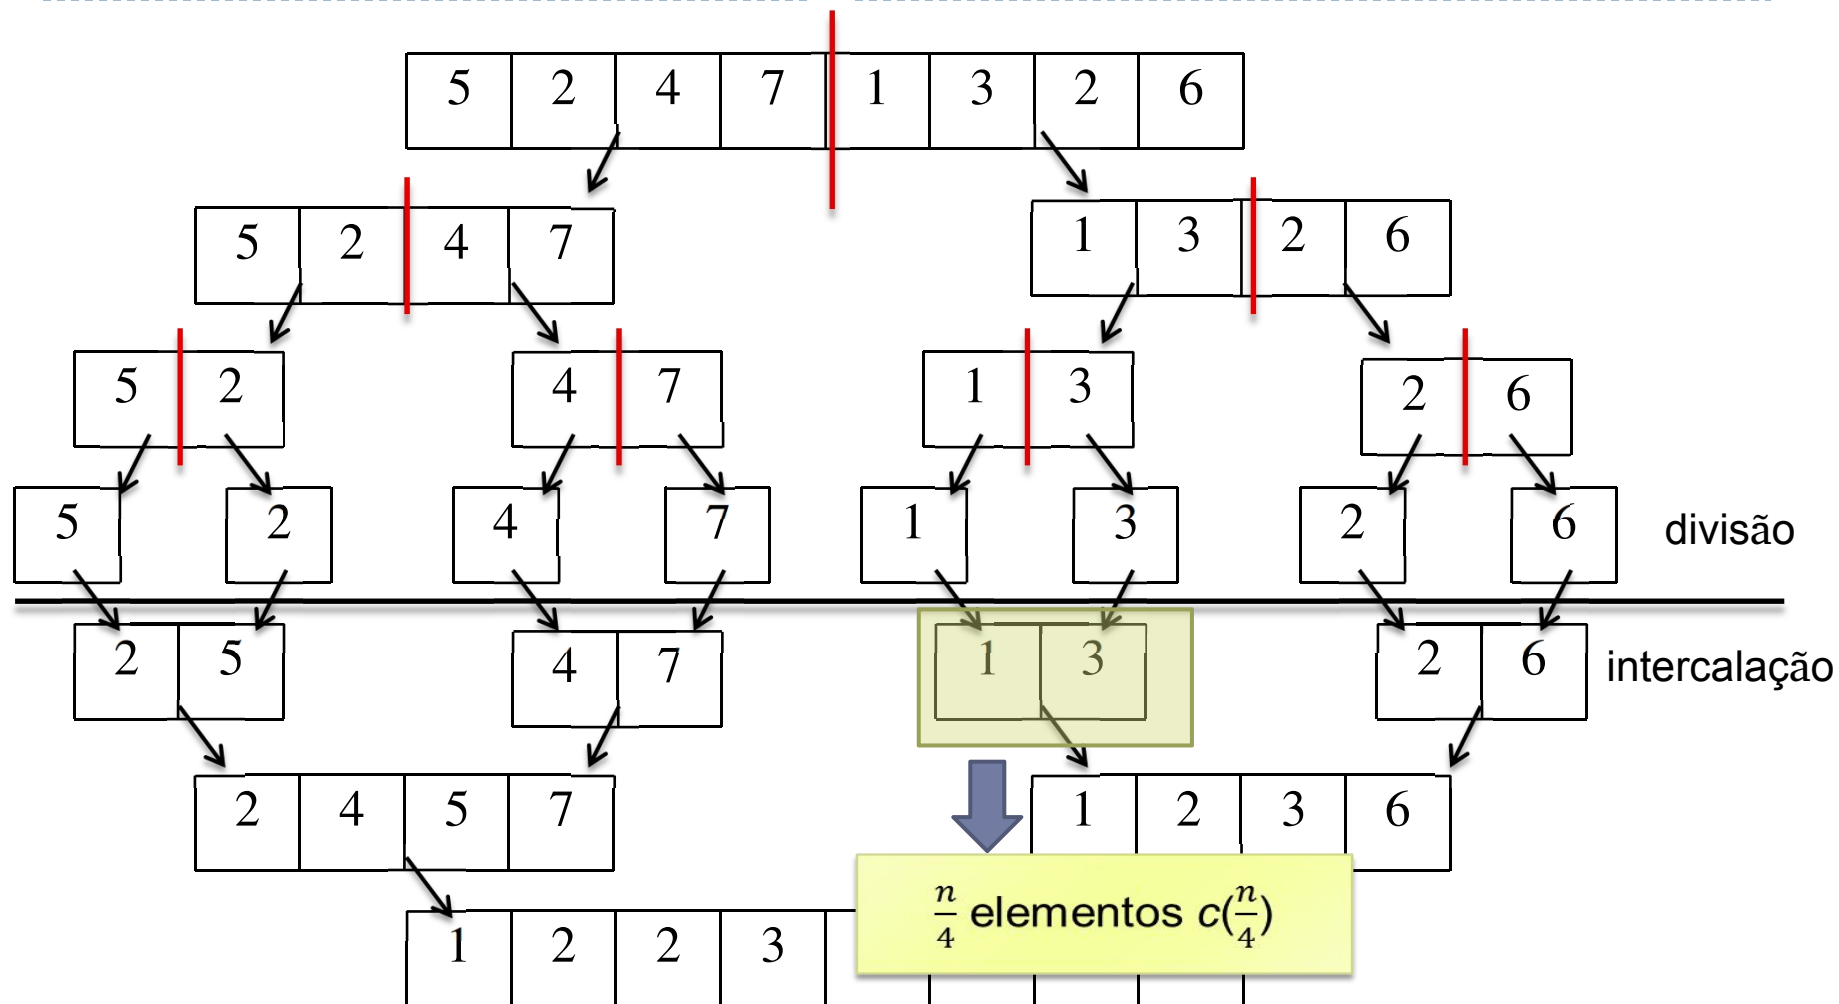 5 2 4 7 1 3 2 6
5 2 4 7 1 3 2 6
5 2 4 7 1 3 2 6
5 2 4 7 1 3 2 6 divisão
2 5 4 7 1 3 2 6 intercalação
2 4 5 7 1 2 3 6
n/4 elementos c(n/4)
1 2 2 3